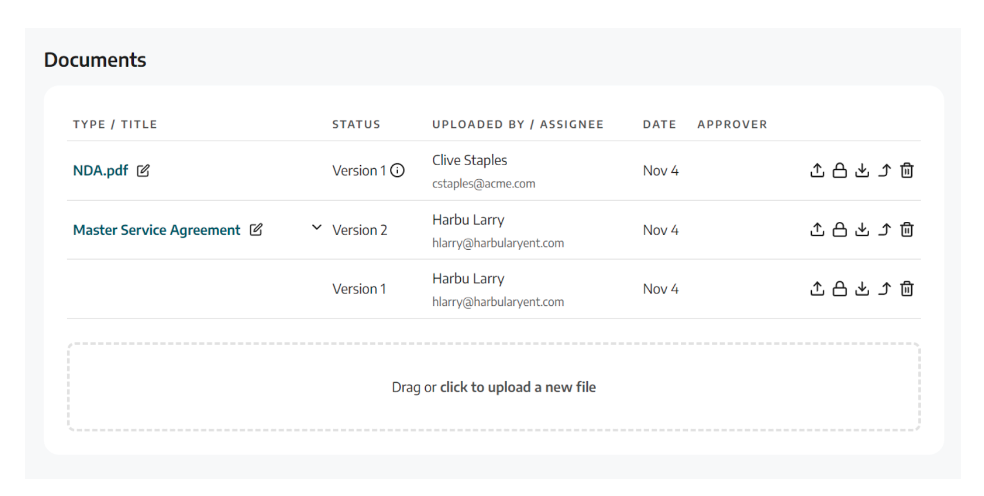 Documents
TYPE / TITLE STATUS UPLOADED BY / ASSIGNEE DATE APPROVER
NDA.pdf Version 1 Clive Staples Nov 4
cstaples@acme.com
Master Service Agreement Version 2 Harbu Larry Nov 4
hlarry@harbularyent.com
Version 1 Harbu Larry Nov 4
hlarry@harbularyent.com
Drag or click to upload a new file